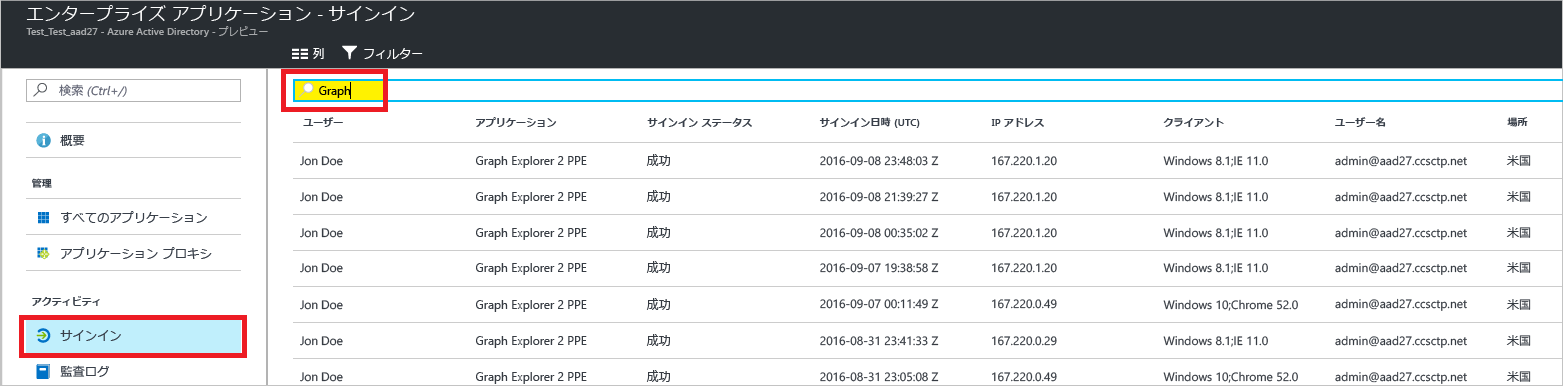 エンタープライズ アプリケーション - サインイン
Test_Test_aad27 - Azure Active Directory - プレビュー
列 フィルター
検索 (Ctrl+/)
概要
管理
すべてのアプリケーション
アプリケーション プロキシ
アクティビティ
サインイン
監査ログ
Graph
ユーザー アプリケーション サインイン ステータス サインイン日時 (UTC) IP アドレス クライアント ユーザー名 場所
Jon Doe Graph Explorer 2 PPE 成功 2016-09-08 23:48:03 Z 167.220.1.20 Windows 8.1;IE 11.0 admin@aad27.ccsctp.net 米国
Jon Doe Graph Explorer 2 PPE 成功 2016-09-08 21:39:27 Z 167.220.1.20 Windows 8.1;IE 11.0 admin@aad27.ccsctp.net 米国
Jon Doe Graph Explorer 2 PPE 成功 2016-09-08 00:35:02 Z 167.220.1.20 Windows 8.1;IE 11.0 admin@aad27.ccsctp.net 米国
Jon Doe Graph Explorer 2 PPE 成功 2016-09-07 19:38:58 Z 167.220.1.20 Windows 8.1;IE 11.0 admin@aad27.ccsctp.net 米国
Jon Doe Graph Explorer 2 PPE 成功 2016-09-07 00:11:49 Z 167.220.0.49 Windows 10;Chrome 52.0 admin@aad27.ccsctp.net 米国
Jon Doe Graph Explorer 2 PPE 成功 2016-08-31 23:41:33 Z 167.220.0.29 Windows 8.1;IE 11.0 admin@aad27.ccsctp.net 米国
Jon Doe Graph Explorer 2 PPE 成功 2016-08-31 23:05:08 Z 167.220.0.49 Windows 10;Chrome 52.0 admin@aad27.ccsctp.net 米国